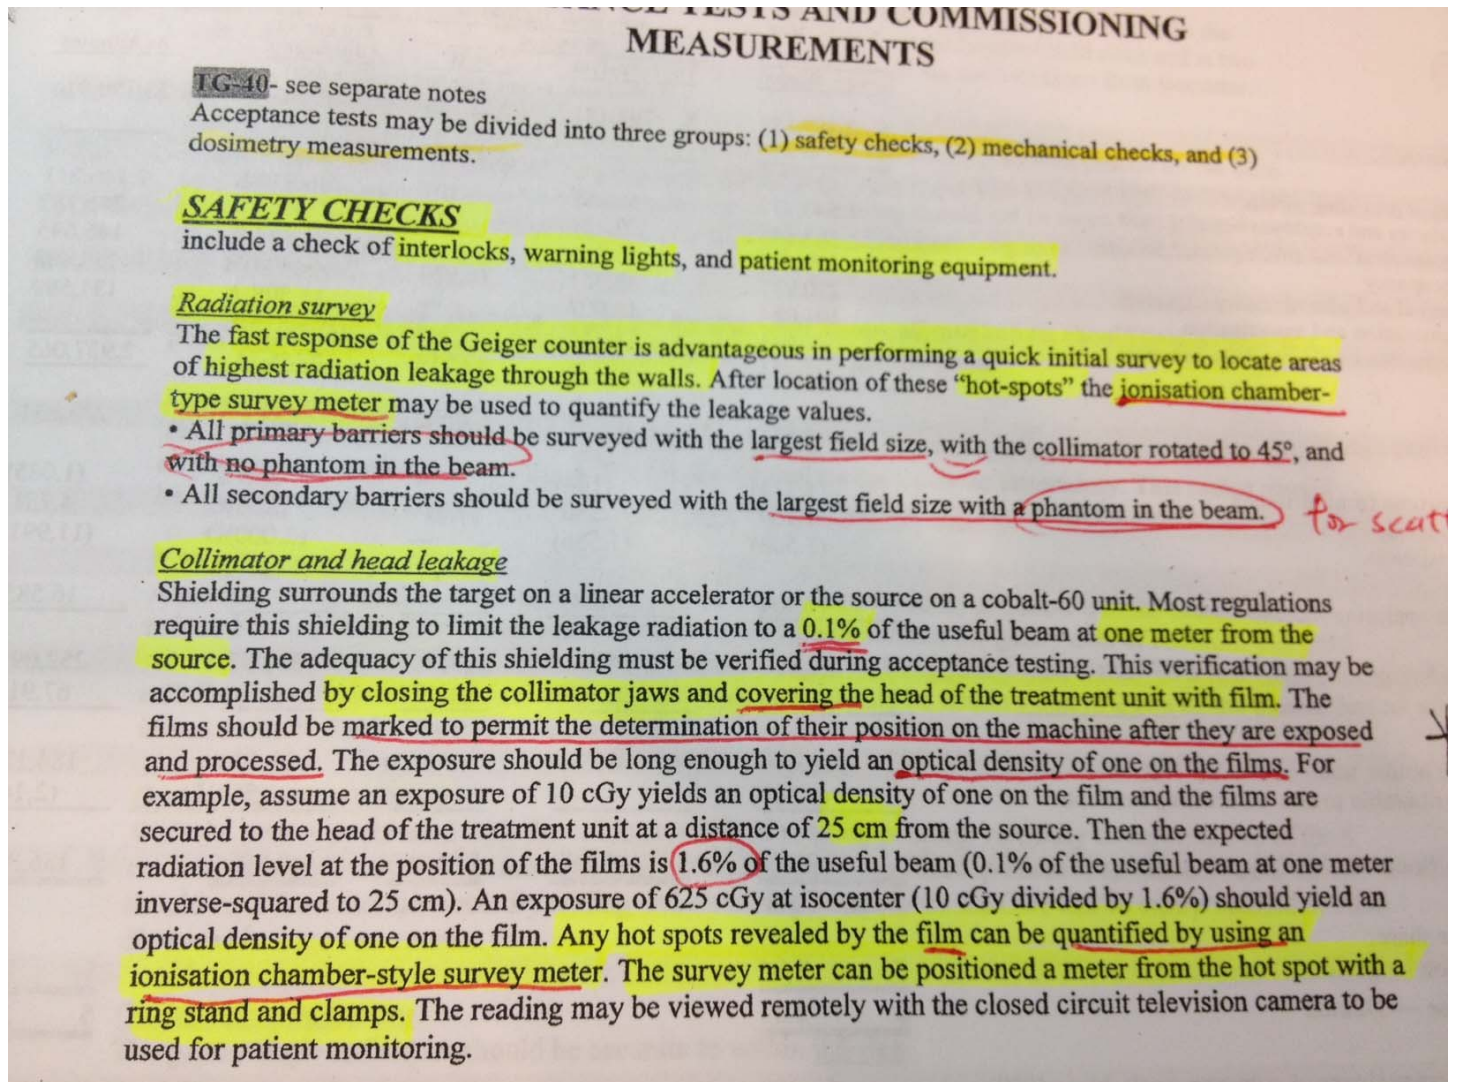 TESTS AND COMMISSIONING
MEASUREMENTS
TG-40- see separate notes
Acceptance tests may be divided into three groups: (1) safety checks, (2) mechanical checks, and (3)
dosimetry measurements.
SAFETY CHECKS
include a check of interlocks, warning lights, and patient monitoring equipment.
Radiation survey
The fast response of the Geiger counter is advantageous in performing a quick initial survey to locate areas
of highest radiation leakage through the walls. After location of these “hot-spots” the ionisation chamber-
type survey meter may be used to quantify the leakage values.
• All primary barriers should be surveyed with the largest field size, with the collimator rotated to 45º, and
with no phantom in the beam.
• All secondary barriers should be surveyed with the largest field size with a phantom in the beam. for scatt
Collimator and head leakage
Shielding surrounds the target on a linear accelerator or the source on a cobalt-60 unit. Most regulations
require this shielding to limit the leakage radiation to a 0.1% of the useful beam at one meter from the
source. The adequacy of this shielding must be verified during acceptance testing. This verification may be
accomplished by closing the collimator jaws and covering the head of the treatment unit with film. The
films should be marked to permit the determination of their position on the machine after they are exposed
and processed. The exposure should be long enough to yield an optical density of one on the films. For
example, assume an exposure of 10 cGy yields an optical density of one on the film and the films are
secured to the head of the treatment unit at a distance of 25 cm from the source. Then the expected
radiation level at the position of the films is 1.6% of the useful beam (0.1% of the useful beam at one meter
inverse-squared to 25 cm). An exposure of 625 cGy at isocenter (10 cGy divided by 1.6%) should yield an
optical density of one on the film. Any hot spots revealed by the film can be quantified by using an
ionisation chamber-style survey meter. The survey meter can be positioned a meter from the hot spot with a
ring stand and clamps. The reading may be viewed remotely with the closed circuit television camera to be
used for patient monitoring.